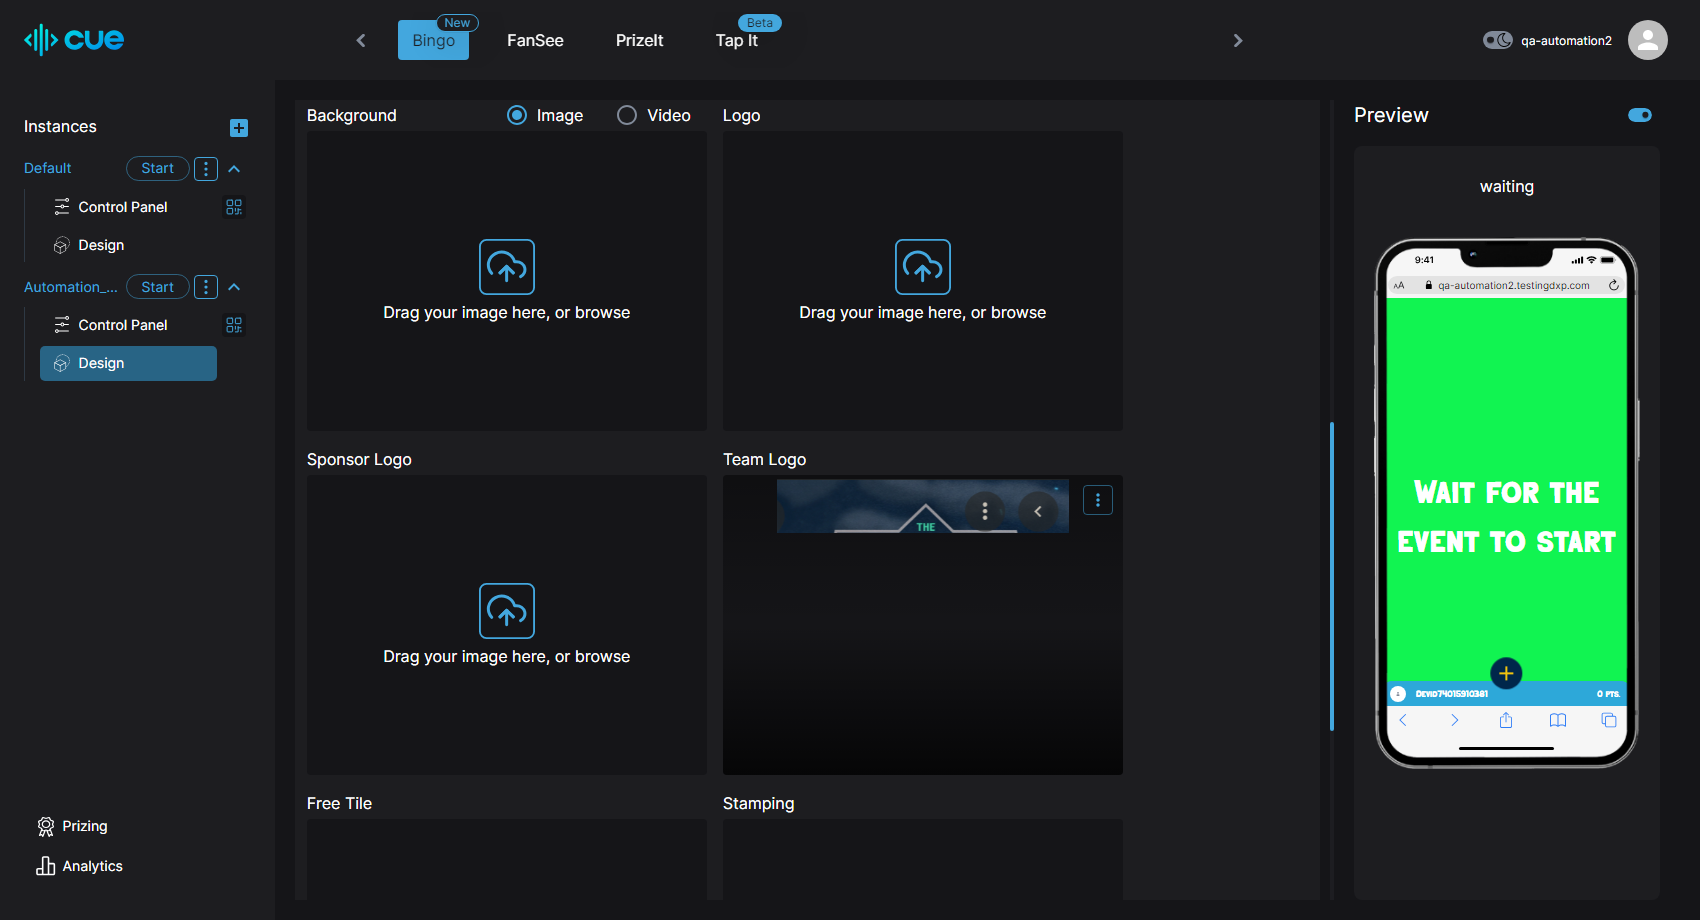 cue
Bingo
New
FanSee
PrizeIt
Tap It
Beta
qa-automation2
Instances
Default
Start
Control Panel
Design
Automation_...
Start
Control Panel
Design
Prizing
Analytics
Background
Image
Video
Logo
Drag your image here, or browse
Drag your image here, or browse
Sponsor Logo
Team Logo
Drag your image here, or browse
THE
Free Tile
Stamping
Preview
waiting
9:41
AA
qa-automation2.testingdxp.com
WAIT FOR THE
EVENT TO START
DEVID74015910381
0 PTS.